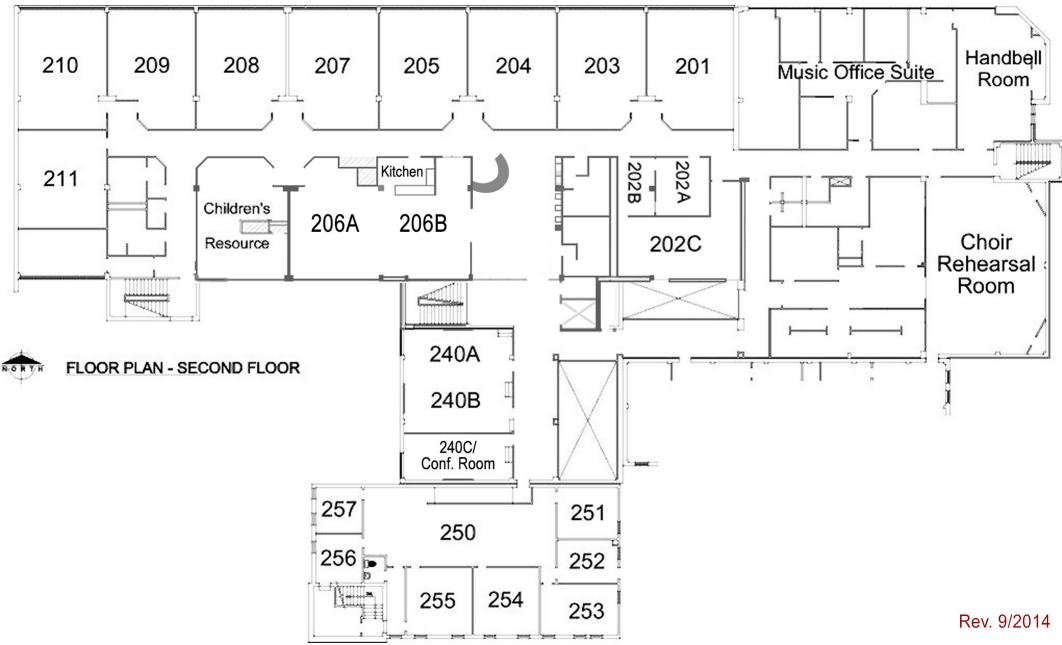 210
209
208
207
205
204
203
201
Music Office Suite
Handbell
Room
211
Kitchen
202B
202A
Children's
Resource
206A
206B
202C
Choir
Rehearsal
Room
NORTH
FLOOR PLAN - SECOND FLOOR
240A
240B
240C/
Conf. Room
257
250
251
256
252
255
254
253
Rev. 9/2014